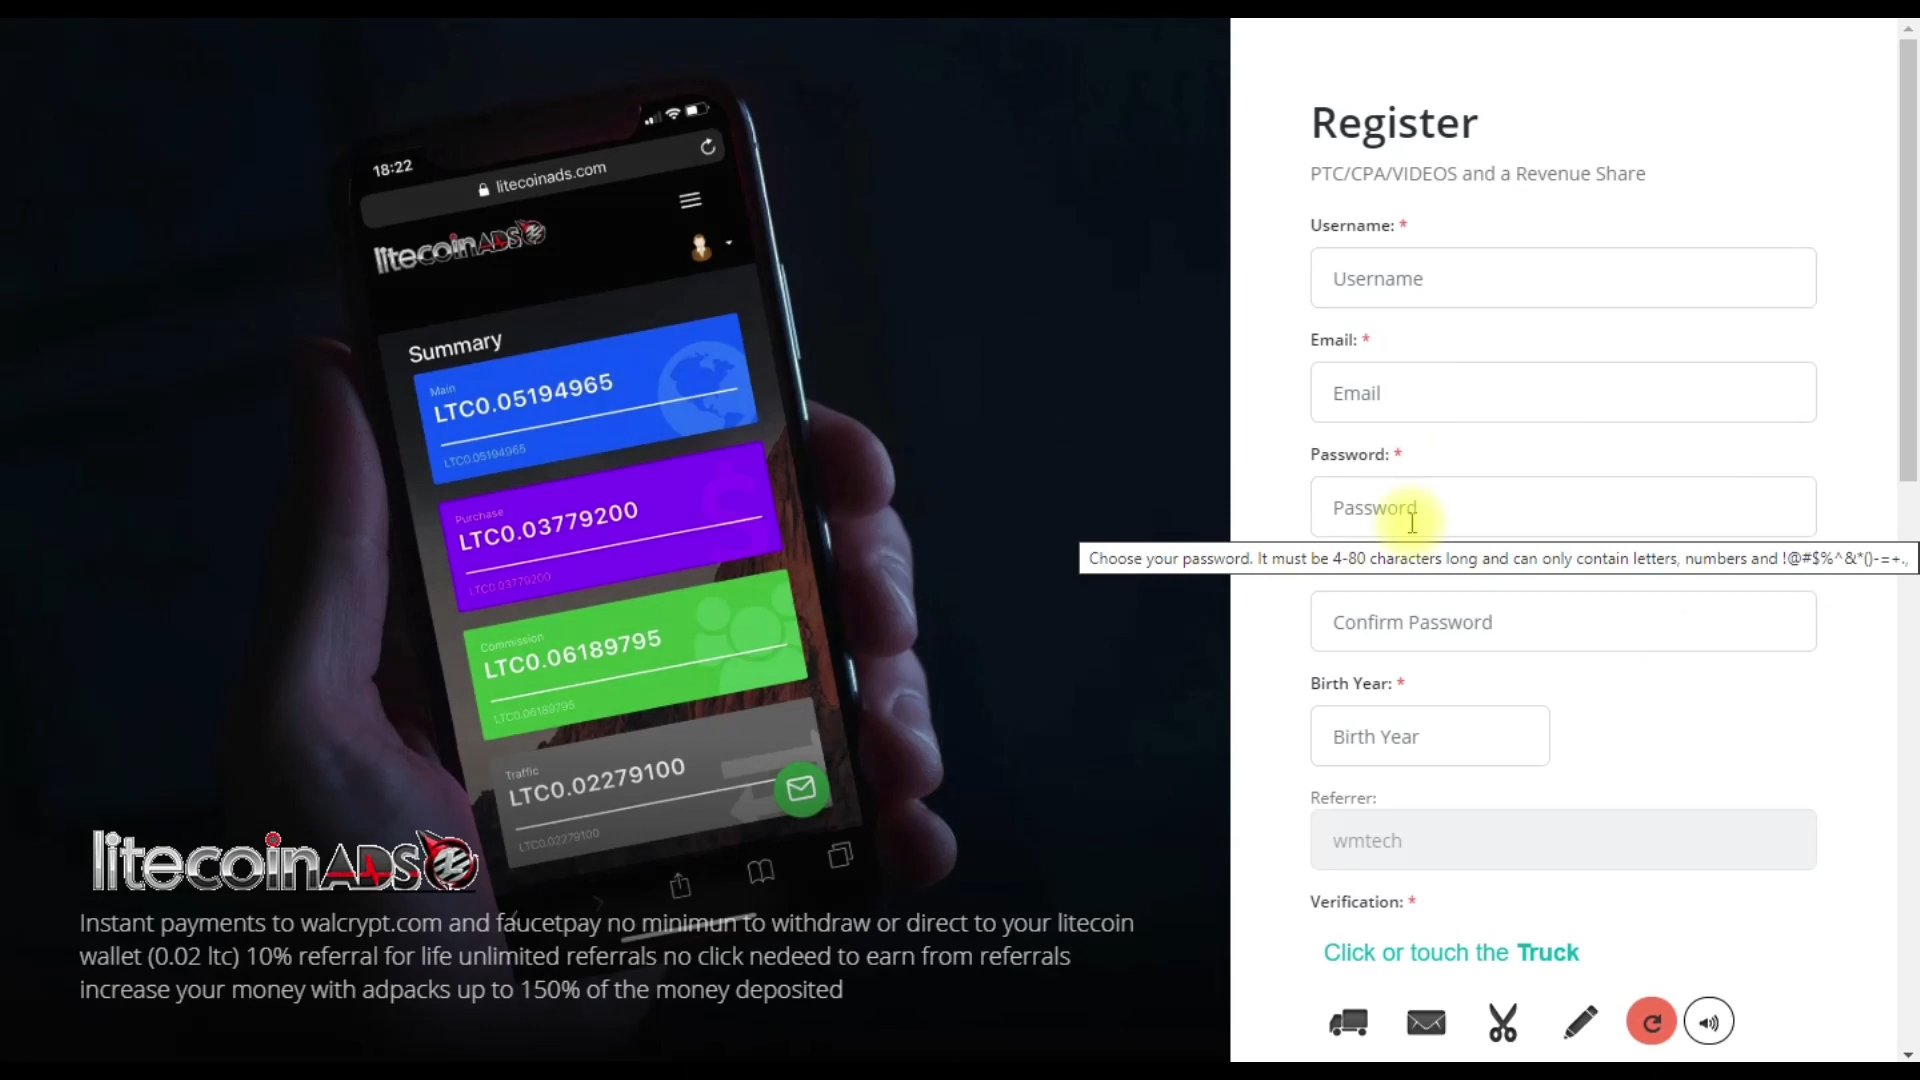 18:22
litecoinads.com
litecoinADS
Summary
Main
LTC0.05194965
LTC0.05194965
Purchase
LTC0.03779200
LTC0.03779200
Commission
LTC0.06189795
LTC0.06189795
Traffic
LTC0.02279100
LTC0.02279100
litecoinADS
Instant payments to walcrypt.com and faucetpay no minimun to withdraw or direct to your litecoin
wallet (0.02 ltc) 10% referral for life unlimited referrals no click nedeed to earn from referrals
increase your money with adpacks up to 150% of the money deposited
Register
PTC/CPA/VIDEOS and a Revenue Share
Username: *
Username
Email: *
Email
Password: *
Password
Choose your password. It must be 4-80 characters long and can only contain letters, numbers and !@#$%^&*()-=+.,
Confirm Password
Birth Year: *
Birth Year
Referrer:
wmtech
Verification: *
Click or touch the Truck